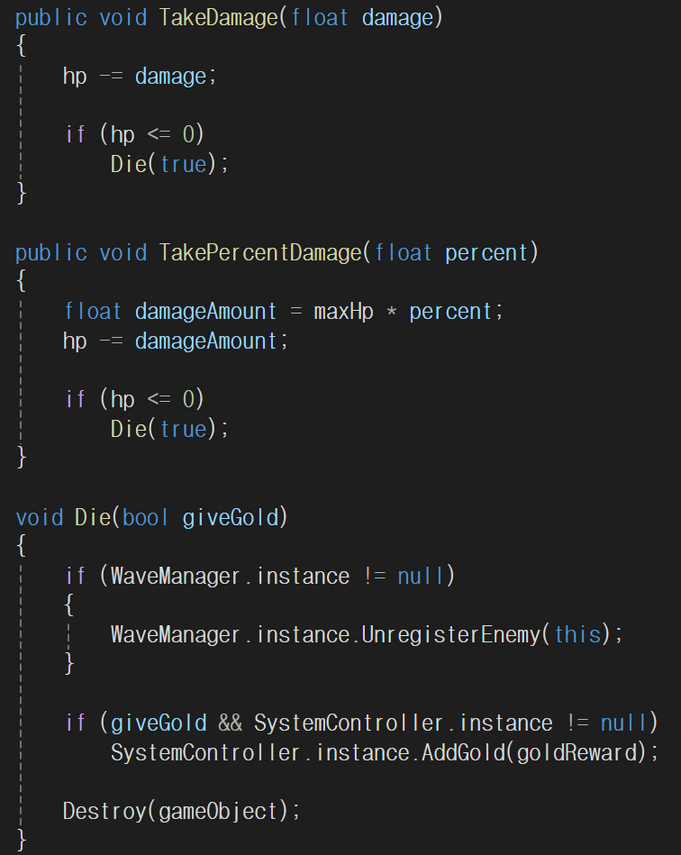 public void TakeDamage(float damage)
{
    hp -= damage;

    if (hp <= 0)
        Die(true);
}

public void TakePercentDamage(float percent)
{
    float damageAmount = maxHp * percent;
    hp -= damageAmount;

    if (hp <= 0)
        Die(true);
}

void Die(bool giveGold)
{
    if (WaveManager.instance != null)
    {
        WaveManager.instance.UnregisterEnemy(this);
    }

    if (giveGold && SystemController.instance != null)
        SystemController.instance.AddGold(goldReward);

    Destroy(gameObject);
}